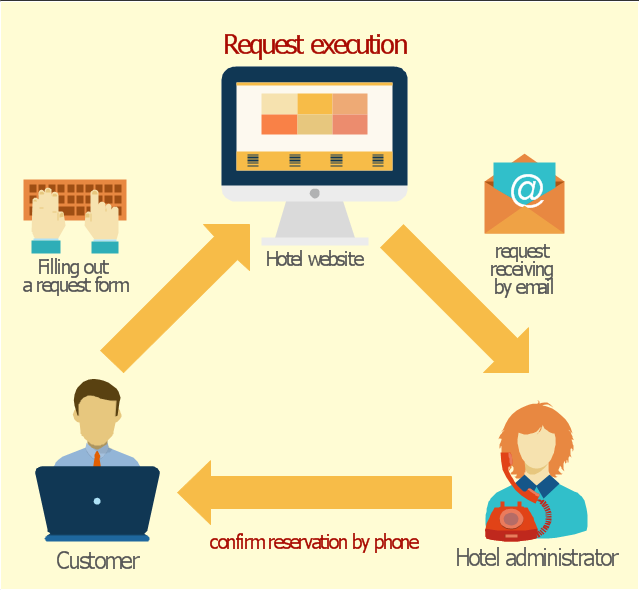 Request execution
@
Filling out
a request form
Hotel website
request
receiving
by email
Customer
confirm reservation by phone
Hotel administrator